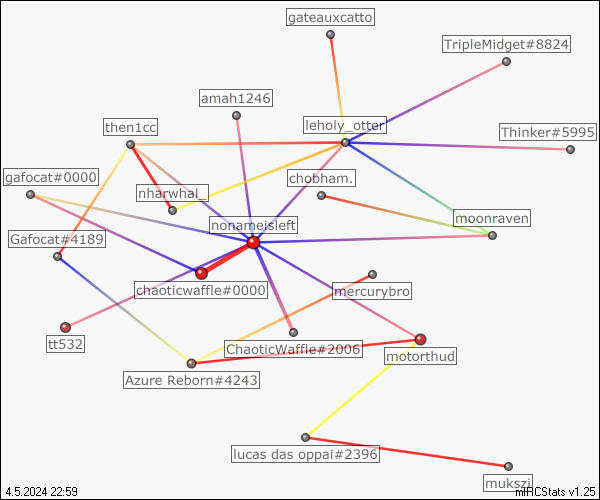 gateauxcatto
TripleMidget#8824
amah1246
then1cc
leholy_otter
Thinker#5995
gafocat#0000
chobham.
nharwhal_
nonameisleft
moonraven
Gafocat#4189
chaoticwaffle#0000
mercurybro
tt532
ChaoticWaffle#2006
motorthud
Azure Reborn#4243
lucas das oppai#2396
mukszi
4.5.2024 22:59
mIRCStats v1.25